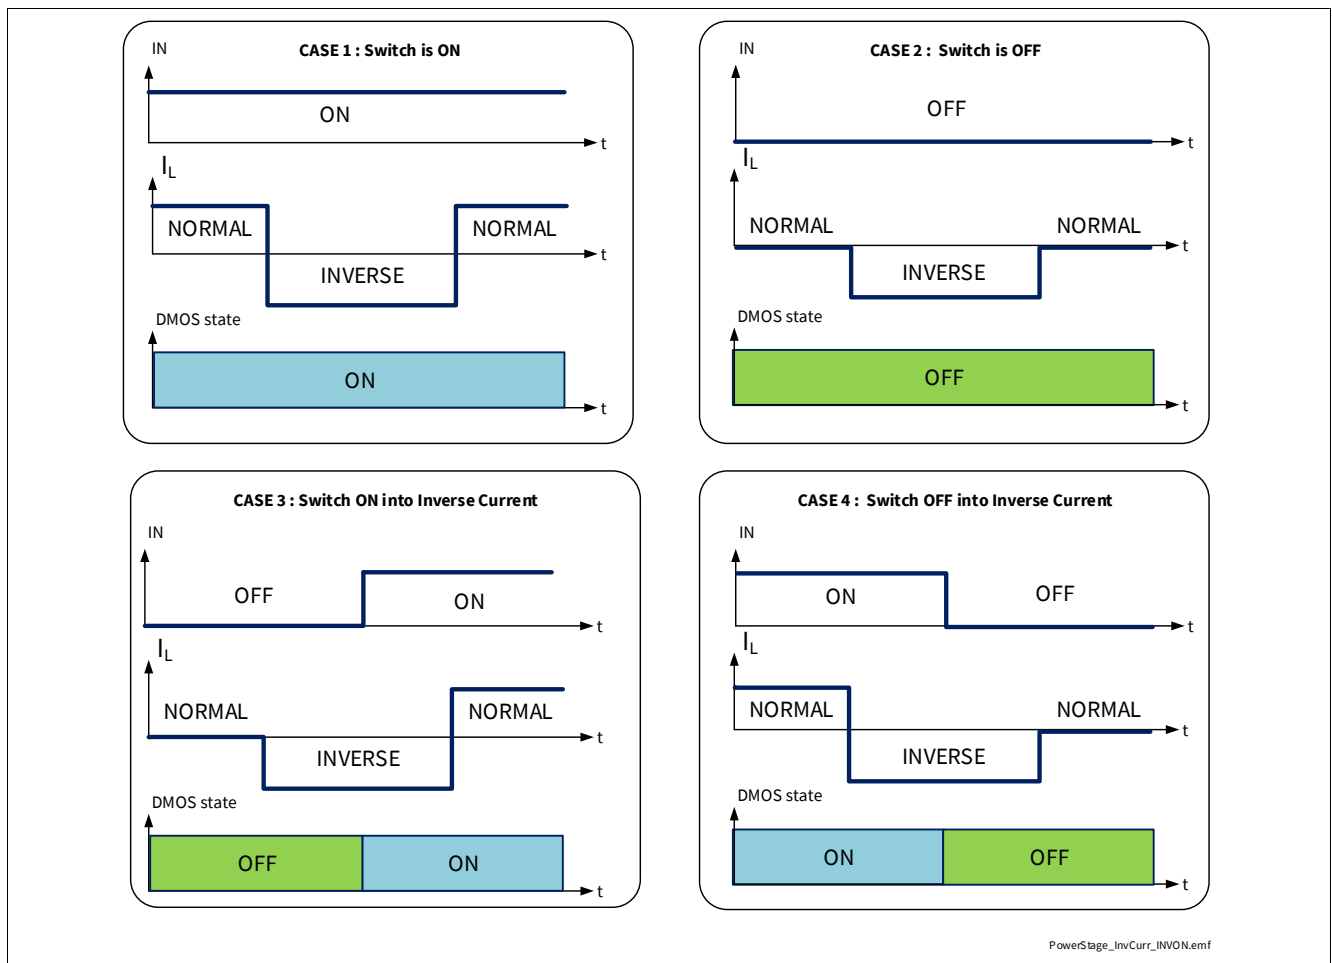 CASE 1 : Switch is ON
IN
ON
t
IL
NORMAL
NORMAL
INVERSE
t
DMOS state
ON
t
CASE 2 : Switch is OFF
IN
OFF
t
IL
NORMAL
NORMAL
INVERSE
t
DMOS state
OFF
t
CASE 3 : Switch ON into Inverse Current
IN
OFF
ON
t
IL
NORMAL
NORMAL
INVERSE
t
DMOS state
OFF
ON
t
CASE 4 : Switch OFF into Inverse Current
IN
ON
OFF
t
IL
NORMAL
NORMAL
INVERSE
t
DMOS state
ON
OFF
t
PowerStage_InvCurr_INVON.emf